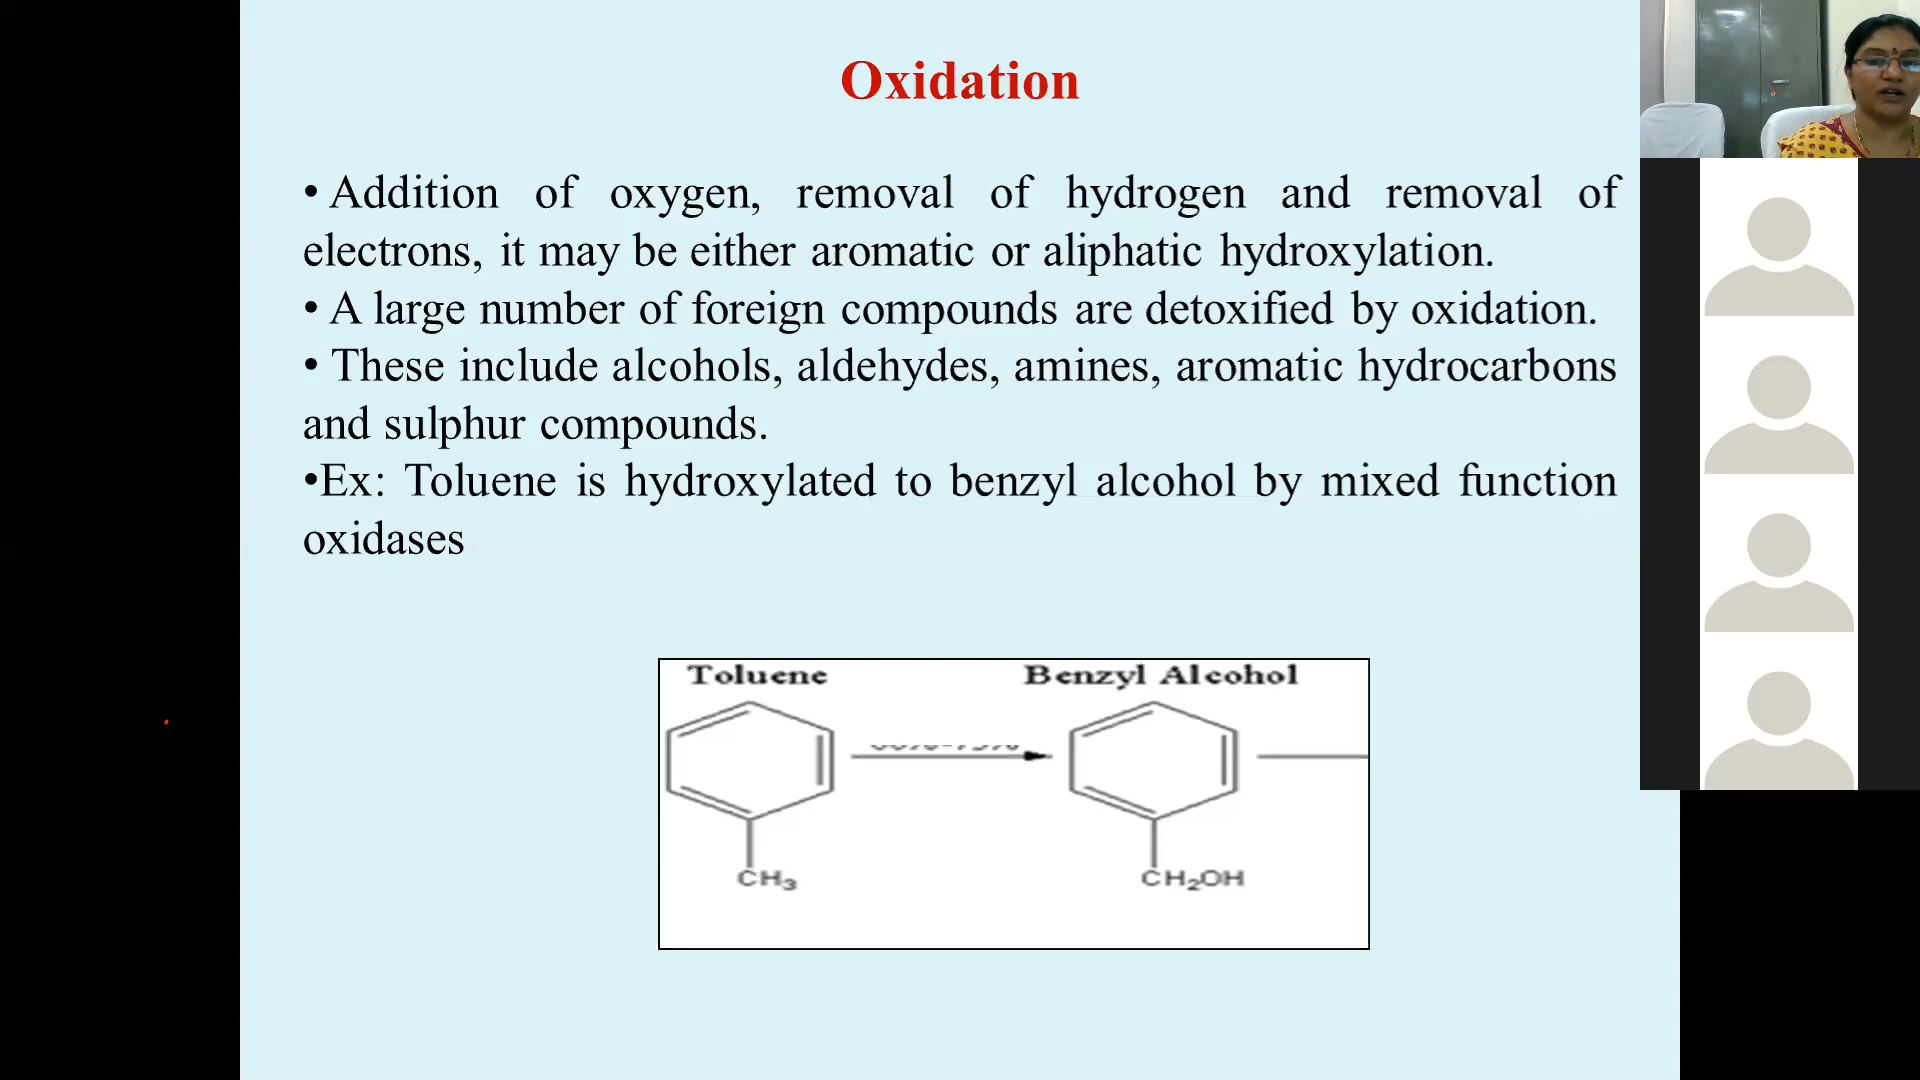 Oxidation
• Addition of oxygen, removal of hydrogen and removal of
electrons, it may be either aromatic or aliphatic hydroxylation.
• A large number of foreign compounds are detoxified by oxidation.
• These include alcohols, aldehydes, amines, aromatic hydrocarbons
and sulphur compounds.
•Ex: Toluene is hydroxylated to benzyl alcohol by mixed function
oxidases
Toluene Benzyl Alcohol
CH₃ CH₂OH